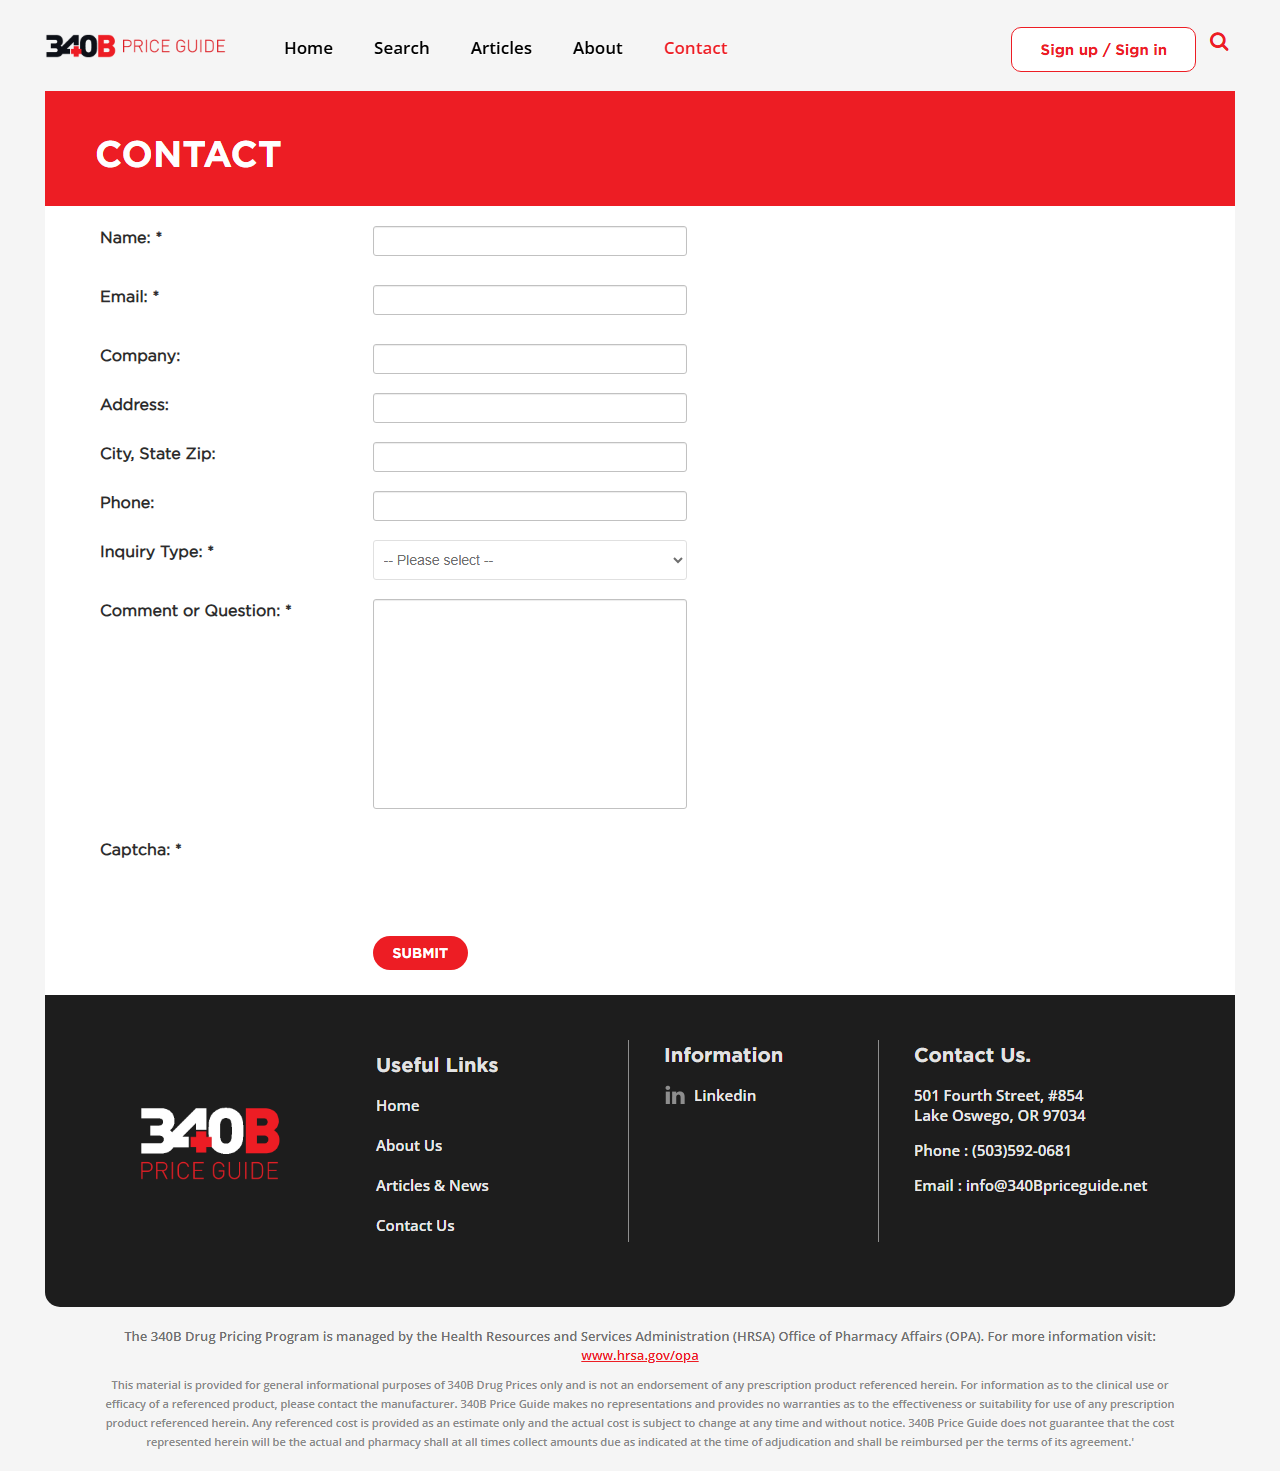 340B PRICE GUIDE
Home Search Articles About Contact
Sign up / Sign in
CONTACT
Name: *
Email: *
Company:
Address:
City, State Zip:
Phone:
Inquiry Type: *
-- Please select --
Comment or Question: *
Captcha: *
SUBMIT
340B
PRICE GUIDE
Useful Links
Home
About Us
Articles & News
Contact Us
Information
in Linkedin
Contact Us.
501 Fourth Street, #854
Lake Oswego, OR 97034
Phone : (503)592-0681
Email : info@340Bpriceguide.net
The 340B Drug Pricing Program is managed by the Health Resources and Services Administration (HRSA) Office of Pharmacy Affairs (OPA). For more information visit:
www.hrsa.gov/opa
This material is provided for general informational purposes of 340B Drug Prices only and is not an endorsement of any prescription product referenced herein. For information as to the clinical use or
efficacy of a referenced product, please contact the manufacturer. 340B Price Guide makes no representations and provides no warranties as to the effectiveness or suitability for use of any prescription
product referenced herein. Any referenced cost is provided as an estimate only and the actual cost is subject to change at any time and without notice. 340B Price Guide does not guarantee that the cost
represented herein will be the actual and pharmacy shall at all times collect amounts due as indicated at the time of adjudication and shall be reimbursed per the terms of its agreement.'